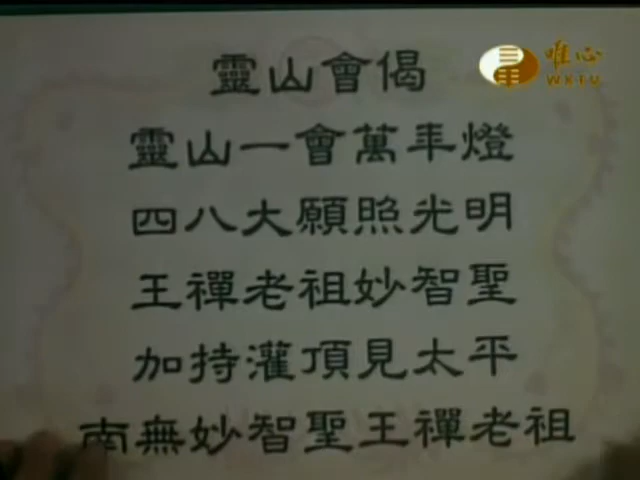 靈山會偈
唯心
WXTV
靈山一會萬年燈
四八大願照光明
王禪老祖妙智聖
加持灌頂見太平
南無妙智聖王禪老祖